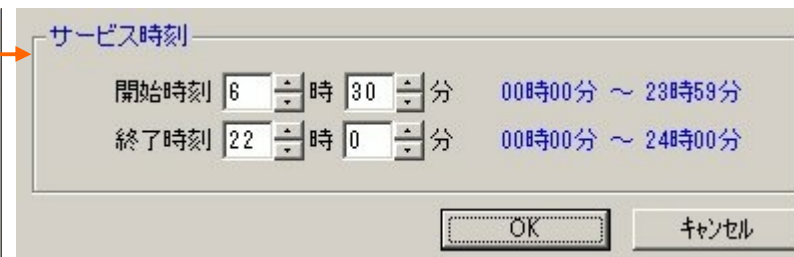 サービス時刻
開始時刻 6 時 30 分 00時00分 ～ 23時59分
終了時刻 22 時 0 分 00時00分 ～ 24時00分
OK キャンセル